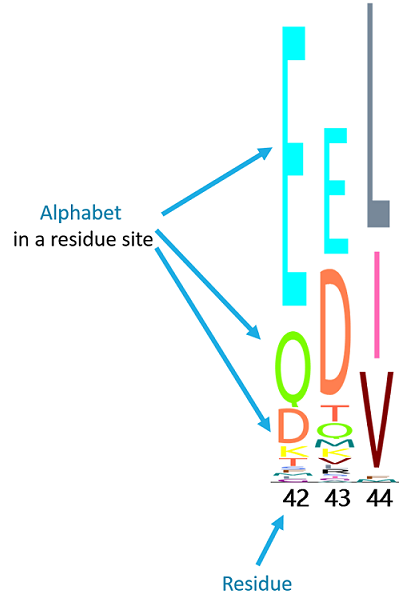 L
E
E
Alphabet
in a residue site
I
D
Q
V
T
D
Q
K
M
K
T
V
42 43 44
Residue